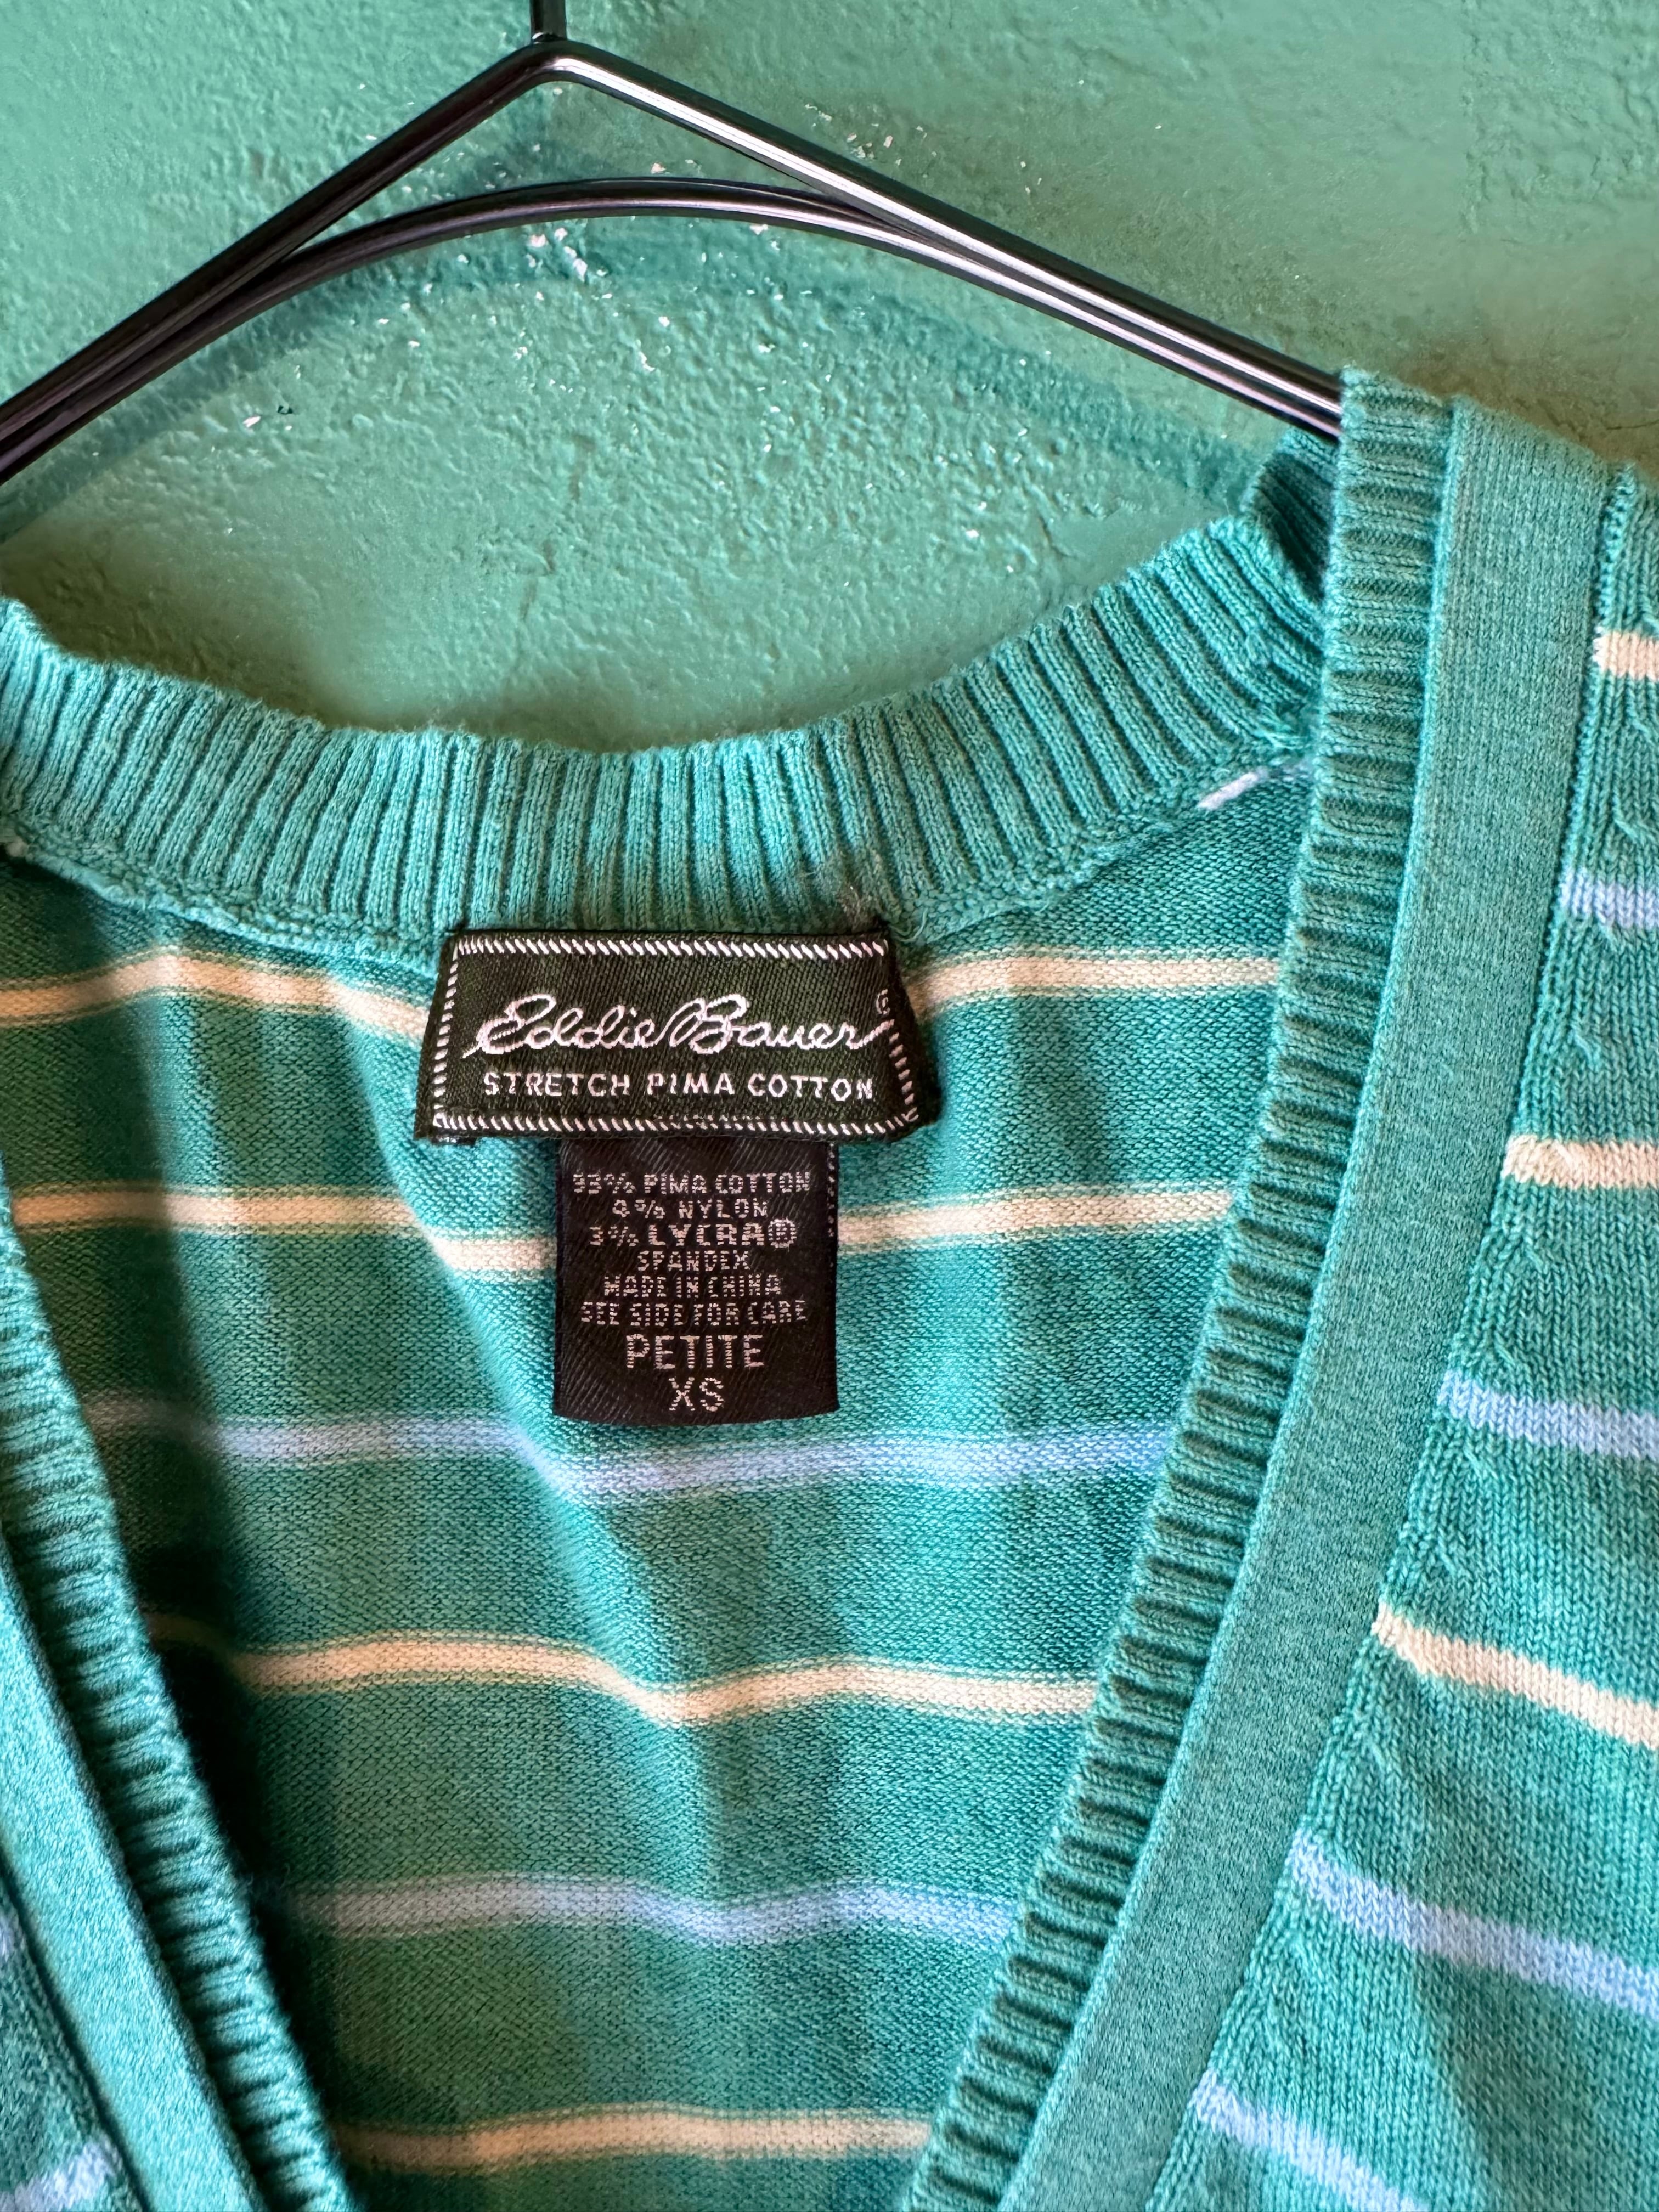 Eddie Bauer®
STRETCH PIMA COTTON
93% PIMA COTTON
4% NYLON
3% LYCRA®
SPANDEX
MADE IN CHINA
SEE SIDE FOR CARE
PETITE
XS